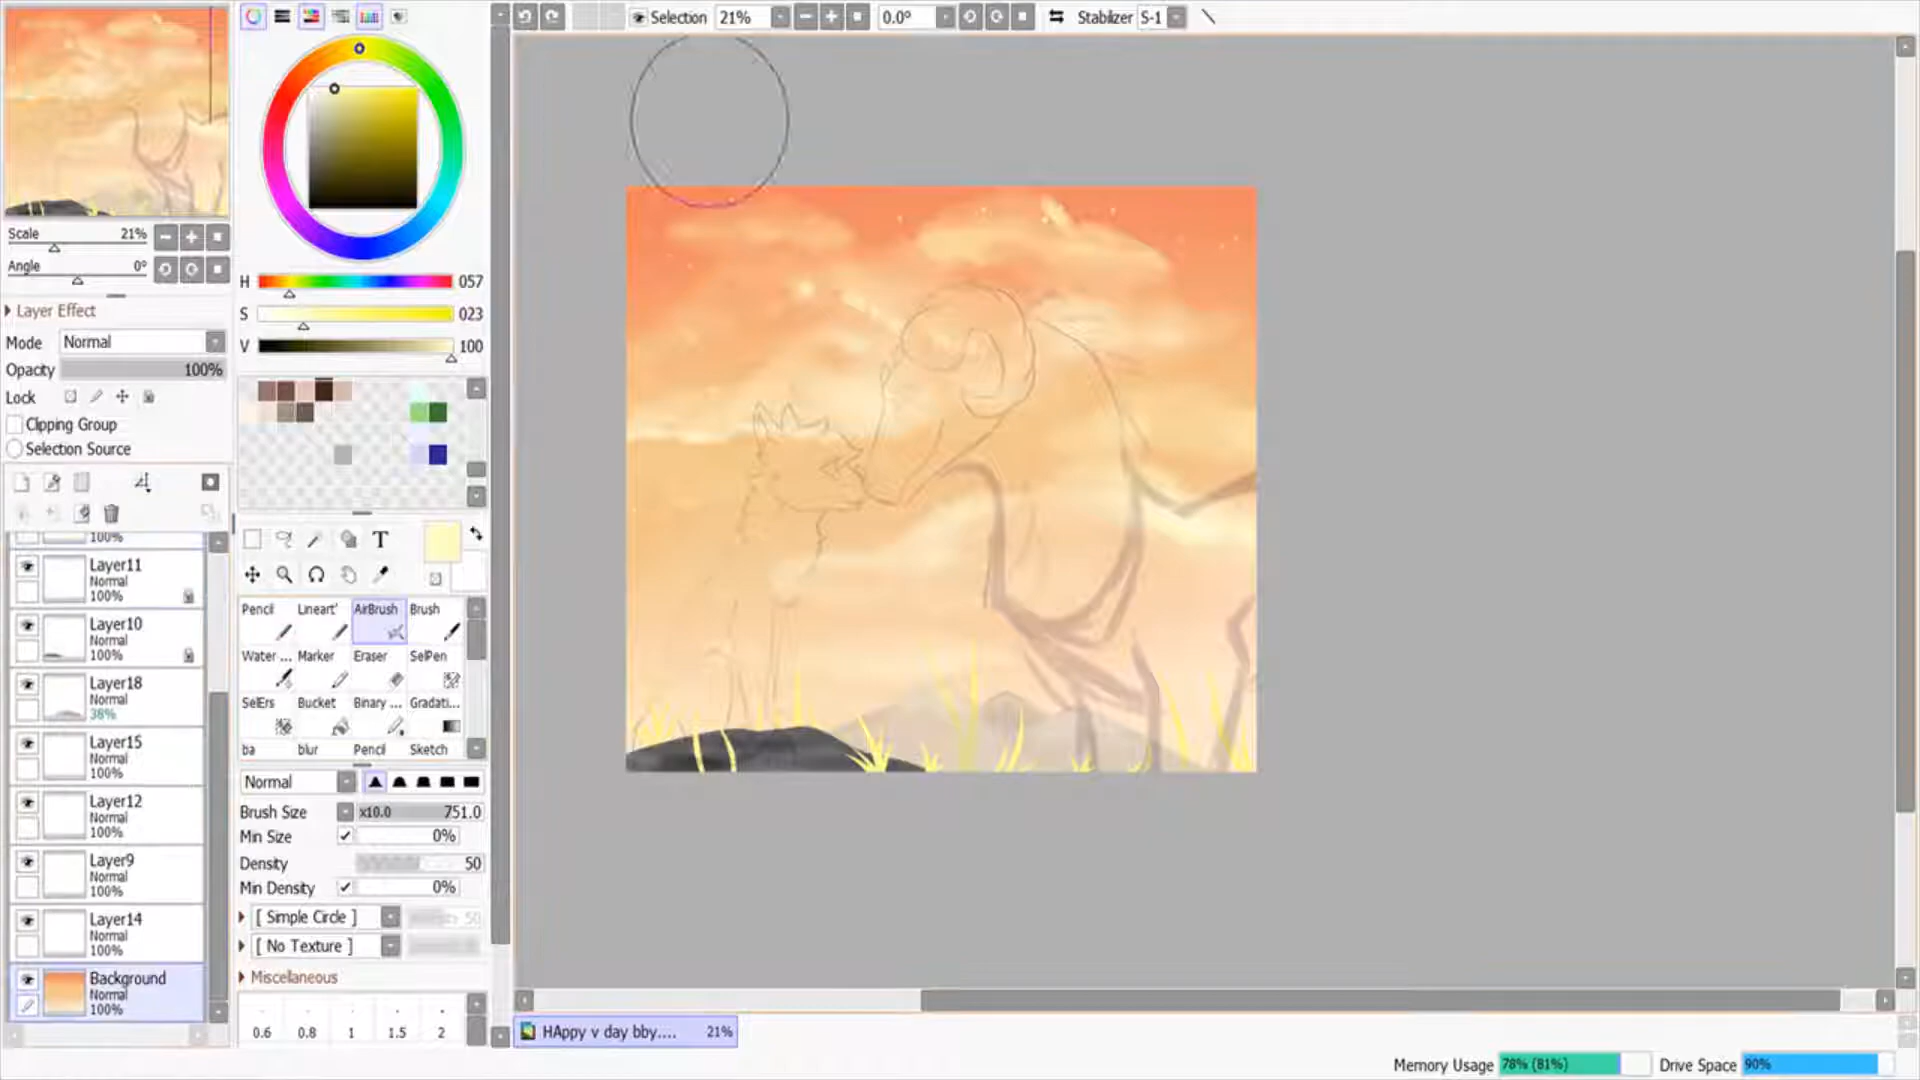 Selection 21% 0.0° Stabilizer S-1
Scale 21%
Angle 0°
Layer Effect
Mode Normal
Opacity 100%
Lock
Clipping Group
Selection Source
100%
Layer11
Normal
100%
Layer10
Normal
100%
Layer18
Normal
38%
Layer15
Normal
100%
Layer12
Normal
100%
Layer9
Normal
100%
Layer14
Normal
100%
Background
Normal
100%
H 057
S 023
V 100
T
Pencil Lineart' AirBrush Brush
Water ... Marker Eraser SelPen
SelErs Bucket Binary ... Gradati...
ba blur Pencil Sketch
Normal
Brush Size x10.0 751.0
Min Size 0%
Density 50
Min Density 0%
[ Simple Circle ] 50
[ No Texture ]
Miscellaneous
0.6 0.8 1 1.5 2
HAppy v day bby.... 21%
Memory Usage 78% (81%) Drive Space 90%